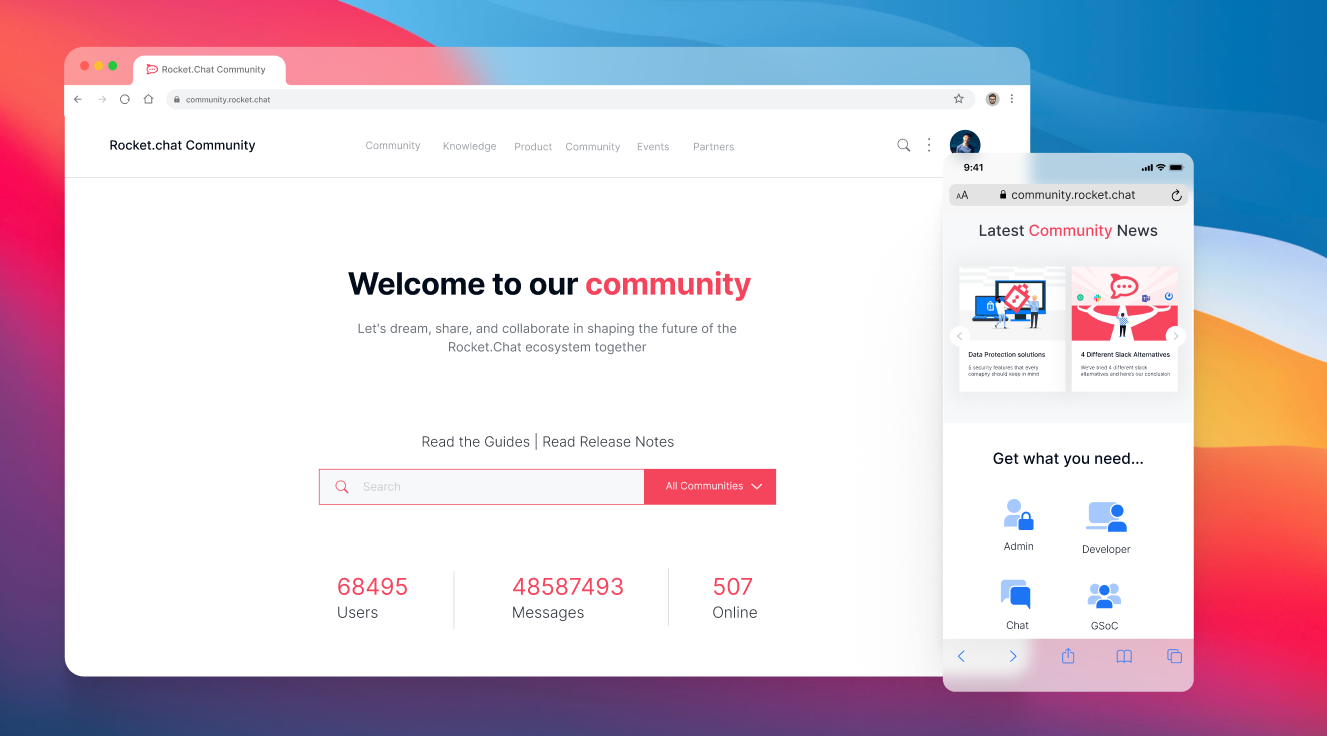 Rocket.Chat Community
community.rocket.chat
Rocket.chat Community
Community Knowledge Product Community Events Partners
Welcome to our community
Let's dream, share, and collaborate in shaping the future of the
Rocket.Chat ecosystem together
Read the Guides | Read Release Notes
Search
All Communities
68495 48587493 507
Users Messages Online
9:41
AA community.rocket.chat
Latest Community News
Data Protection solutions
5 security features that every
comapny should keep in mind
4 Different Slack Alternatives
We've tried 4 different slack
alternatives and here's our conclusion
Get what you need...
Admin Developer
Chat GSoC